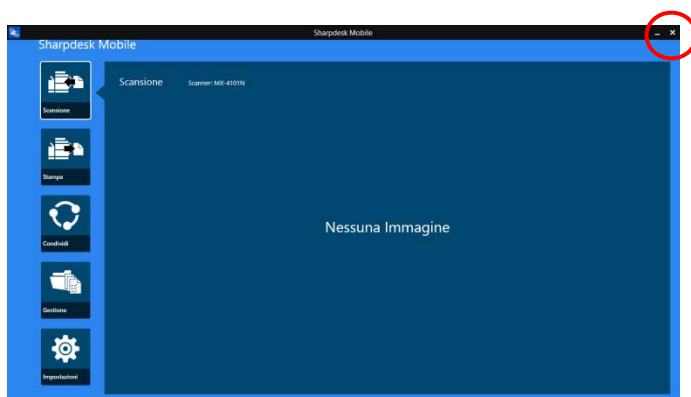 Sharpdesk Mobile
Sharpdesk Mobile
Scansione
Scansione Scanner: MX-4101N
Stampa
Nessuna Immagine
Condividi
Gestione
Impostazioni